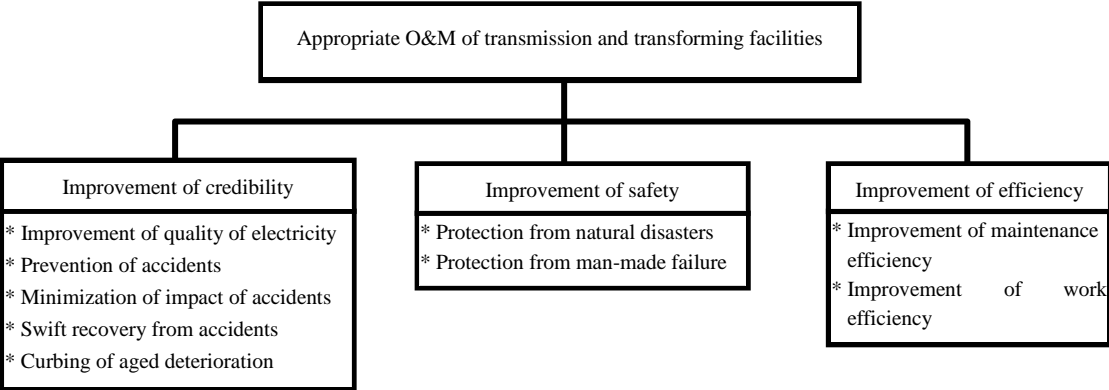 Appropriate O&M of transmission and transforming facilities
Improvement of credibility
* Improvement of quality of electricity
* Prevention of accidents
* Minimization of impact of accidents
* Swift recovery from accidents
* Curbing of aged deterioration
Improvement of safety
* Protection from natural disasters
* Protection from man-made failure
Improvement of efficiency
* Improvement of maintenance
efficiency
* Improvement of work
efficiency